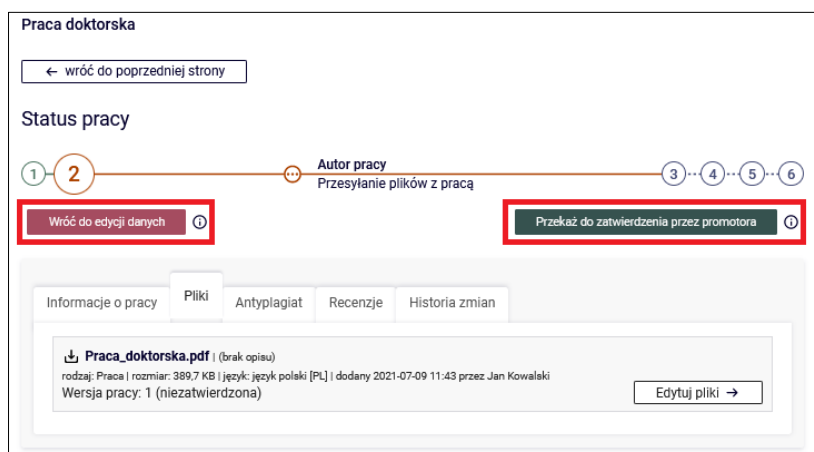 Praca doktorska
← wróć do poprzedniej strony
Status pracy
1 2 Autor pracy 3 4 5 6
Przesyłanie plików z pracą
Wróć do edycji danych Przekaż do zatwierdzenia przez promotora
Informacje o pracy Pliki Antyplagiat Recenzje Historia zmian
Praca_doktorska.pdf | (brak opisu)
rodzaj: Praca | rozmiar: 389,7 KB | język: język polski [PL] | dodany 2021-07-09 11:43 przez Jan Kowalski
Wersja pracy: 1 (niezatwierdzona) Edytuj pliki →